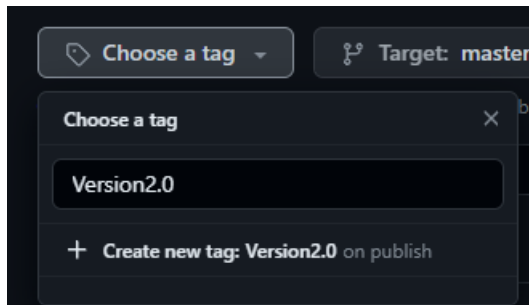 Choose a tag Target: master
Choose a tag
Version2.0
Create new tag: Version2.0 on publish